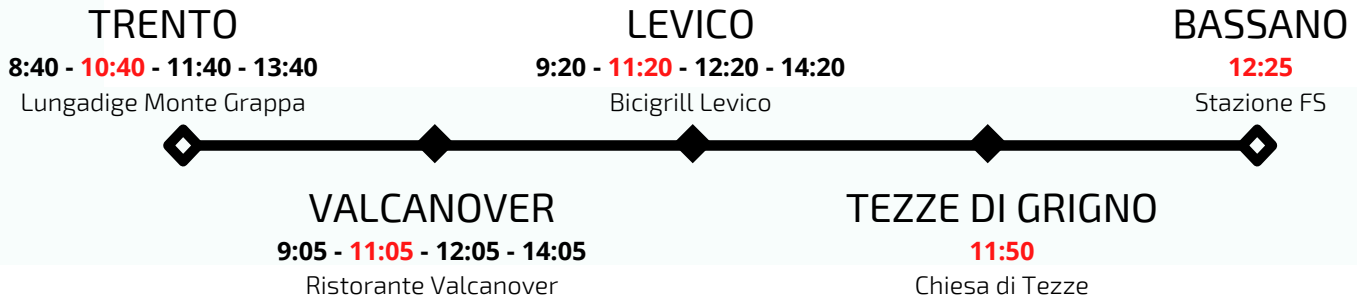 TRENTO
8:40 - 10:40 - 11:40 - 13:40
Lungadige Monte Grappa
LEVICO
9:20 - 11:20 - 12:20 - 14:20
Bicigrill Levico
BASSANO
12:25
Stazione FS
VALCANOVER
9:05 - 11:05 - 12:05 - 14:05
Ristorante Valcanover
TEZZE DI GRIGNO
11:50
Chiesa di Tezze